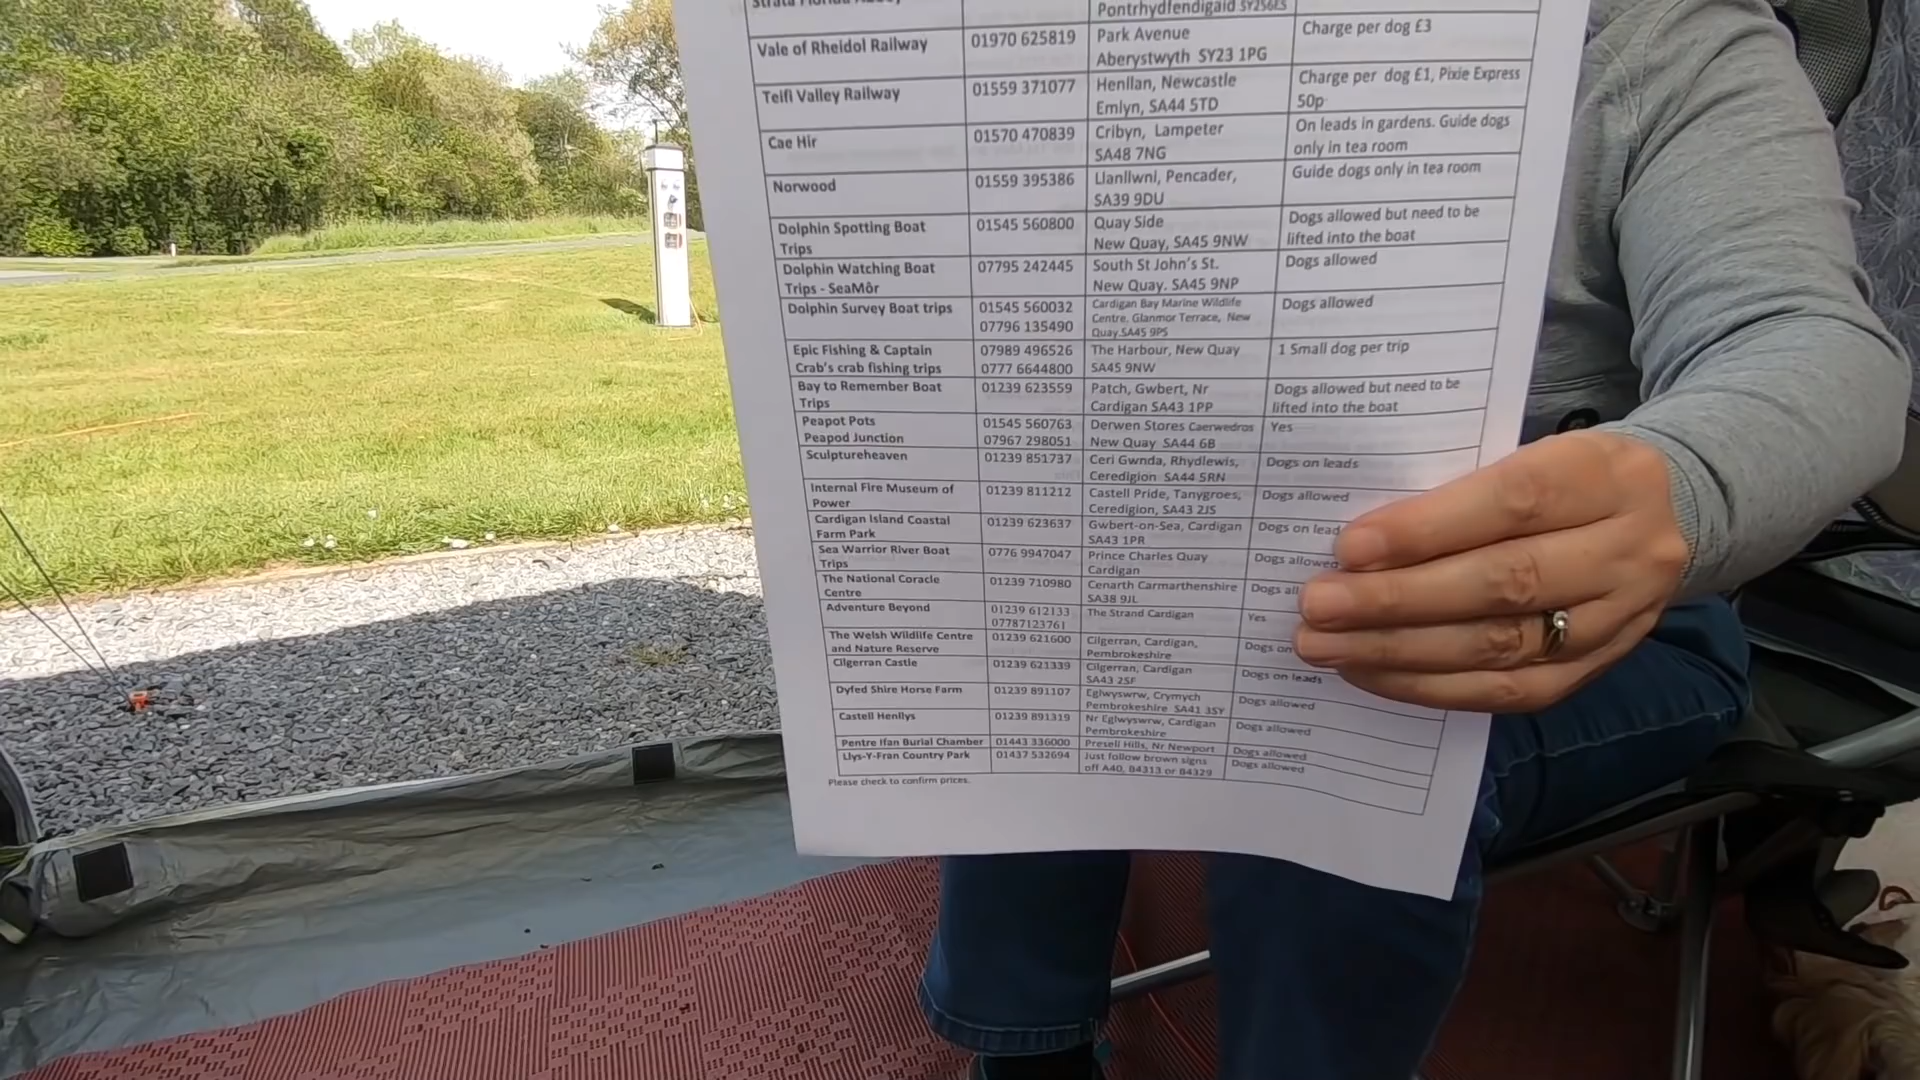 Strata Florida Abbey
Pontrhydfendigaid SY256ES
Vale of Rheidol Railway
01970 625819
Park Avenue
Aberystwyth SY23 1PG
Charge per dog £3
Teifi Valley Railway
01559 371077
Henllan, Newcastle
Emlyn, SA44 5TD
Charge per dog £1, Pixie Express
50p
Cae Hir
01570 470839
Cribyn, Lampeter
SA48 7NG
On leads in gardens. Guide dogs
only in tea room
Norwood
01559 395386
Llanllwni, Pencader,
SA39 9DU
Guide dogs only in tea room
Dolphin Spotting Boat
Trips
01545 560800
Quay Side
New Quay, SA45 9NW
Dogs allowed but need to be
lifted into the boat
Dolphin Watching Boat
Trips - SeaMôr
07795 242445
South St John's St.
New Quay. SA45 9NP
Dogs allowed
Dolphin Survey Boat trips
01545 560032
07796 135490
Cardigan Bay Marine Wildlife
Centre. Glanmor Terrace, New
Quay.SA45 9PS
Dogs allowed
Epic Fishing & Captain
Crab's crab fishing trips
07989 496526
0777 6644800
The Harbour, New Quay
SA45 9NW
1 Small dog per trip
Bay to Remember Boat
Trips
01239 623559
Patch, Gwbert, Nr
Cardigan SA43 1PP
Dogs allowed but need to be
lifted into the boat
Peapot Pots
Peapod Junction
01545 560763
07967 298051
Derwen Stores Caerwedros
New Quay SA44 6B
Yes
Sculptureheaven
01239 851737
Ceri Gwnda, Rhydlewis,
Ceredigion SA44 5RN
Dogs on leads
Internal Fire Museum of
Power
01239 811212
Castell Pride, Tanygroes,
Ceredigion, SA43 2JS
Dogs allowed
Cardigan Island Coastal
Farm Park
01239 623637
Gwbert-on-Sea, Cardigan
SA43 1PR
Dogs on lead
Sea Warrior River Boat
Trips
0776 9947047
Prince Charles Quay
Cardigan
Dogs allowed
The National Coracle
Centre
01239 710980
Cenarth Carmarthenshire
SA38 9JL
Dogs all
Adventure Beyond
01239 612133
07787123761
The Strand Cardigan
Yes
The Welsh Wildlife Centre
and Nature Reserve
01239 621600
Cilgerran, Cardigan,
Pembrokeshire
Dogs on
Cilgerran Castle
01239 621339
Cilgerran, Cardigan
SA43 2SF
Dogs on leads
Dyfed Shire Horse Farm
01239 891107
Eglwyswrw, Crymych
Pembrokeshire SA41 3SY
Dogs allowed
Castell Henllys
01239 891319
Nr Eglwyswrw, Cardigan
Pembrokeshire
Dogs allowed
Pentre Ifan Burial Chamber
01443 336000
Preseli Hills, Nr Newport
Dogs allowed
Llys-Y-Fran Country Park
01437 532694
Just follow brown signs
off A40, B4313 or B4329
Dogs allowed
Please check to confirm prices.